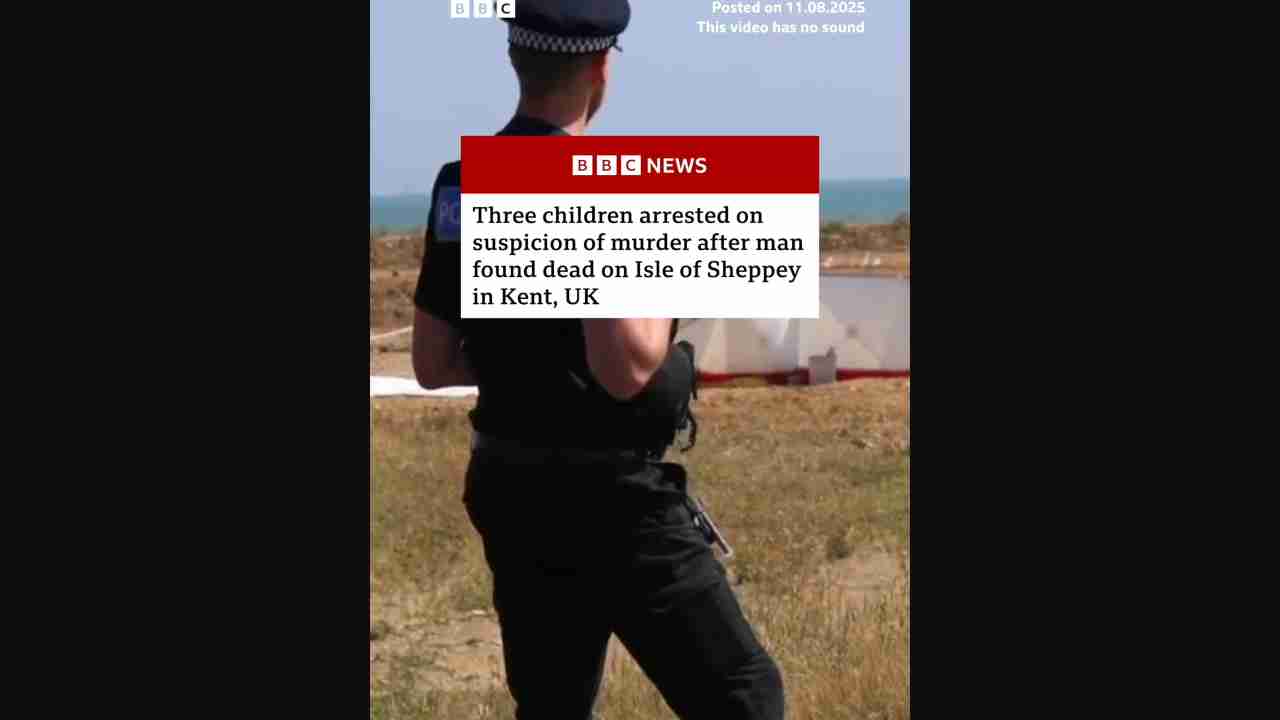 BBC
Posted on 11.08.2025
This video has no sound
BBC NEWS
Three children arrested on
suspicion of murder after man
found dead on Isle of Sheppey
in Kent, UK